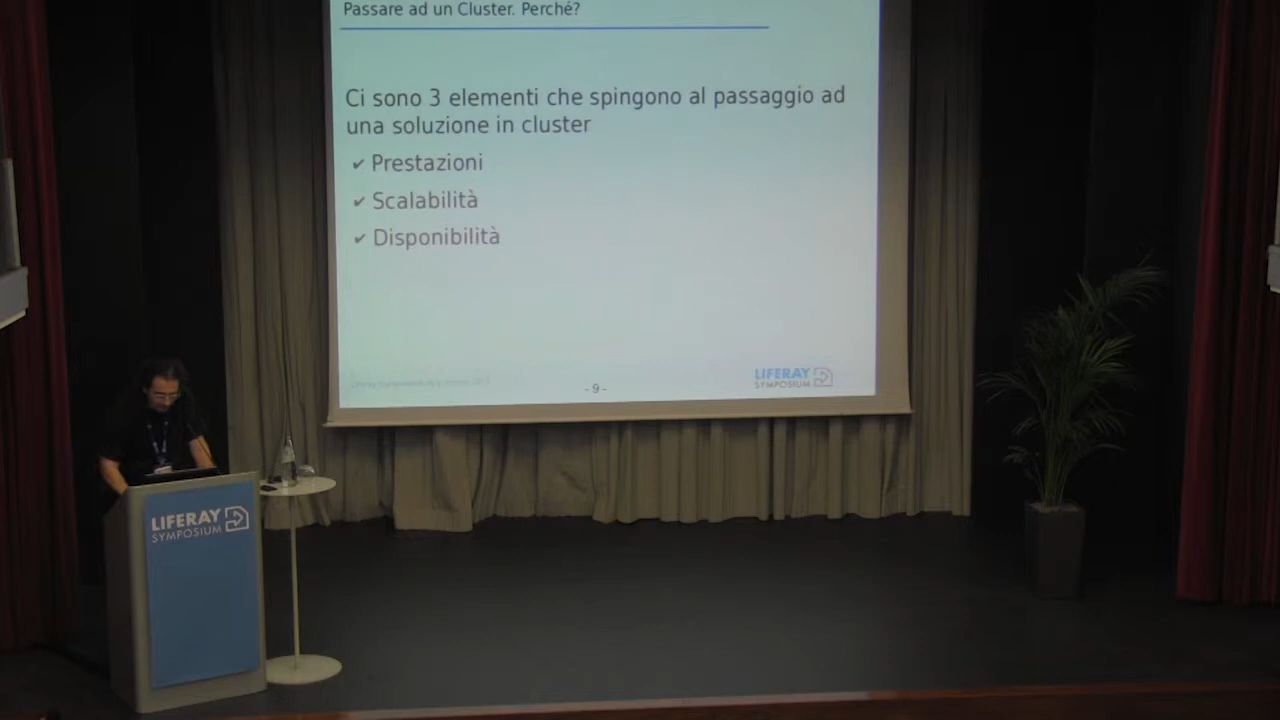 Passare ad un Cluster. Perché?
Ci sono 3 elementi che spingono al passaggio ad
una soluzione in cluster
✔ Prestazioni
✔ Scalabilità
✔ Disponibilità
- 9 -
LIFERAY
SYMPOSIUM
LIFERAY
SYMPOSIUM